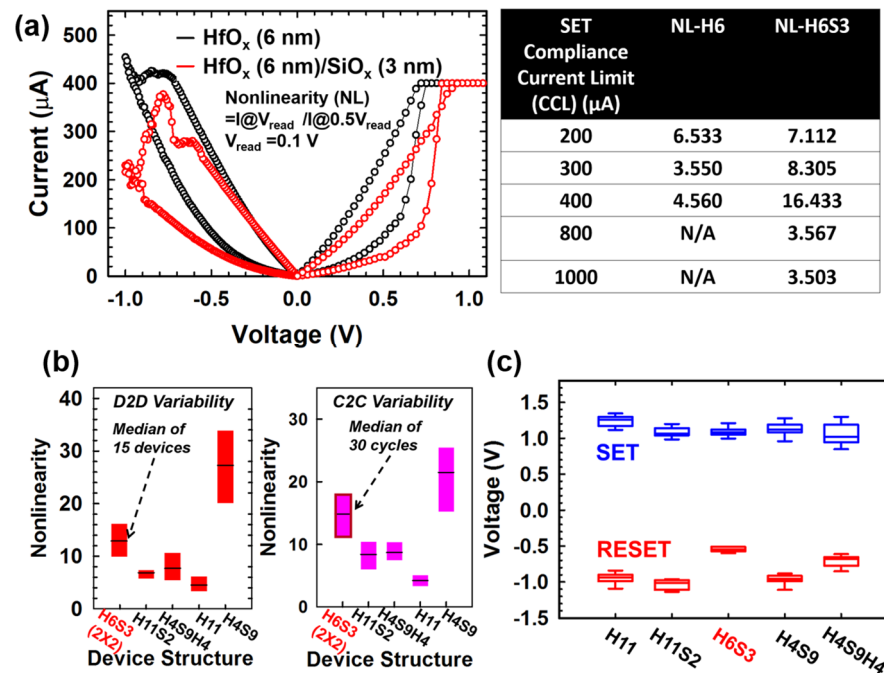 (a)
500
400
300
200
100
0
Current (μA)
-1.0 -0.5 0.0 0.5 1.0
Voltage (V)
HfOx (6 nm)
HfOx (6 nm)/SiOx (3 nm)
Nonlinearity (NL)
=I@Vread /I@0.5Vread
Vread =0.1 V
SET
Compliance
Current Limit
(CCL) (μA)
NL-H6
NL-H6S3
200 6.533 7.112
300 3.550 8.305
400 4.560 16.433
800 N/A 3.567
1000 N/A 3.503
(b)
40
30
20
10
0
Nonlinearity
D2D Variability
Median of
15 devices
H6S3
(2X2)
H11S2
H4S9H4
H11
H4S9
Device Structure
30
20
10
0
Nonlinearity
C2C Variability
Median of
30 cycles
H6S3
(2X2)
H11S2
H4S9H4
H11
H4S9
Device Structure
(c)
1.5
1.0
0.5
0.0
-0.5
-1.0
-1.5
Voltage (V)
SET
RESET
H11
H11S2
H6S3
H4S9
H4S9H4